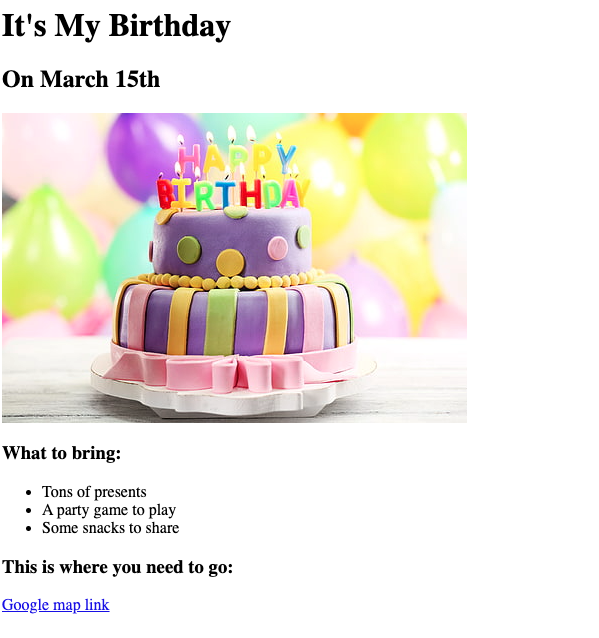 It's My Birthday
On March 15th
HAPPY
BIRTHDAY
What to bring:
Tons of presents
A party game to play
Some snacks to share
This is where you need to go:
Google map link